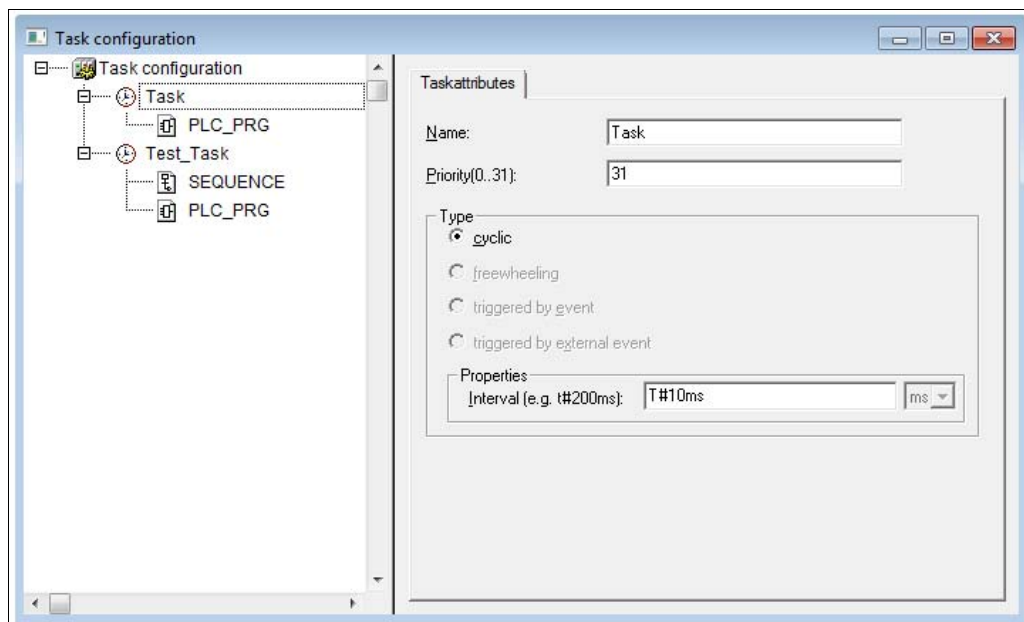 Task configuration
Task configuration
Task
PLC_PRG
Test_Task
SEQUENCE
PLC_PRG
Taskattributes
Name: Task
Priority(0..31): 31
Type
cyclic
freewheeling
triggered by event
triggered by external event
Properties
Interval (e.g. t#200ms): T#10ms ms